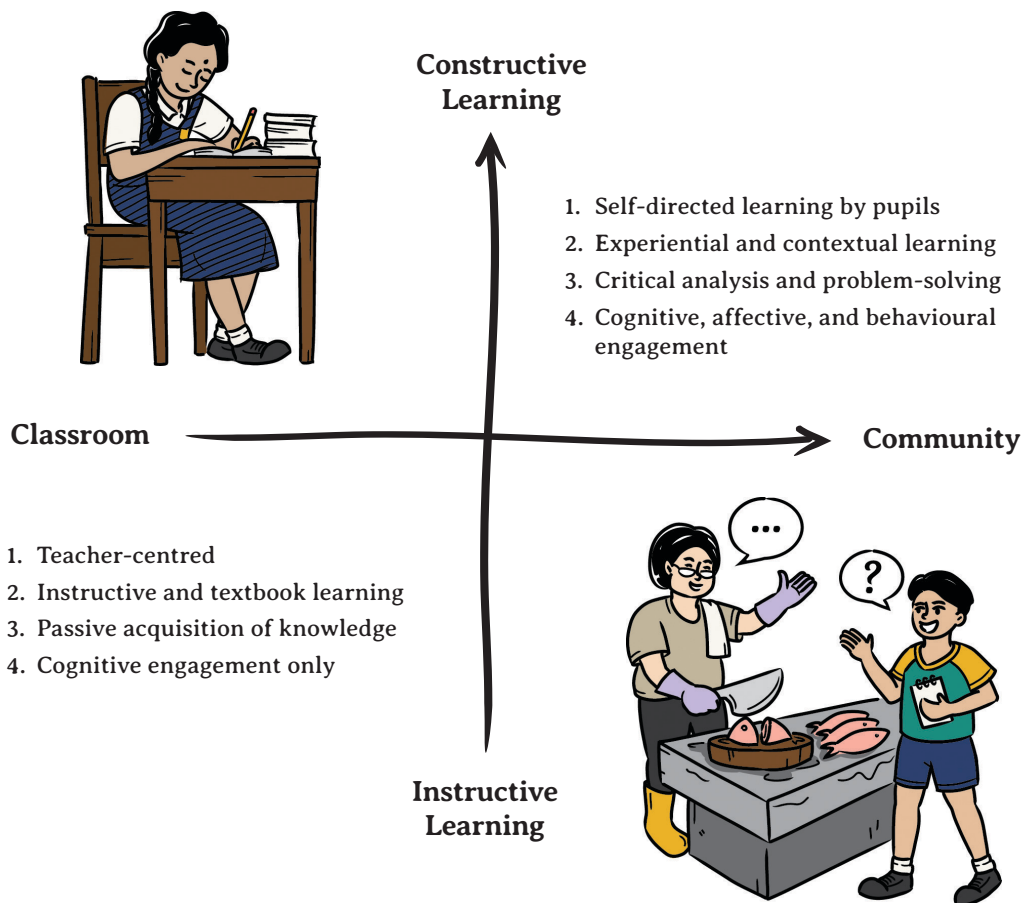 Constructive
Learning
1. Self-directed learning by pupils
2. Experiential and contextual learning
3. Critical analysis and problem-solving
4. Cognitive, affective, and behavioural
engagement
Classroom
Community
1. Teacher-centred
2. Instructive and textbook learning
3. Passive acquisition of knowledge
4. Cognitive engagement only
...
?
Instructive
Learning